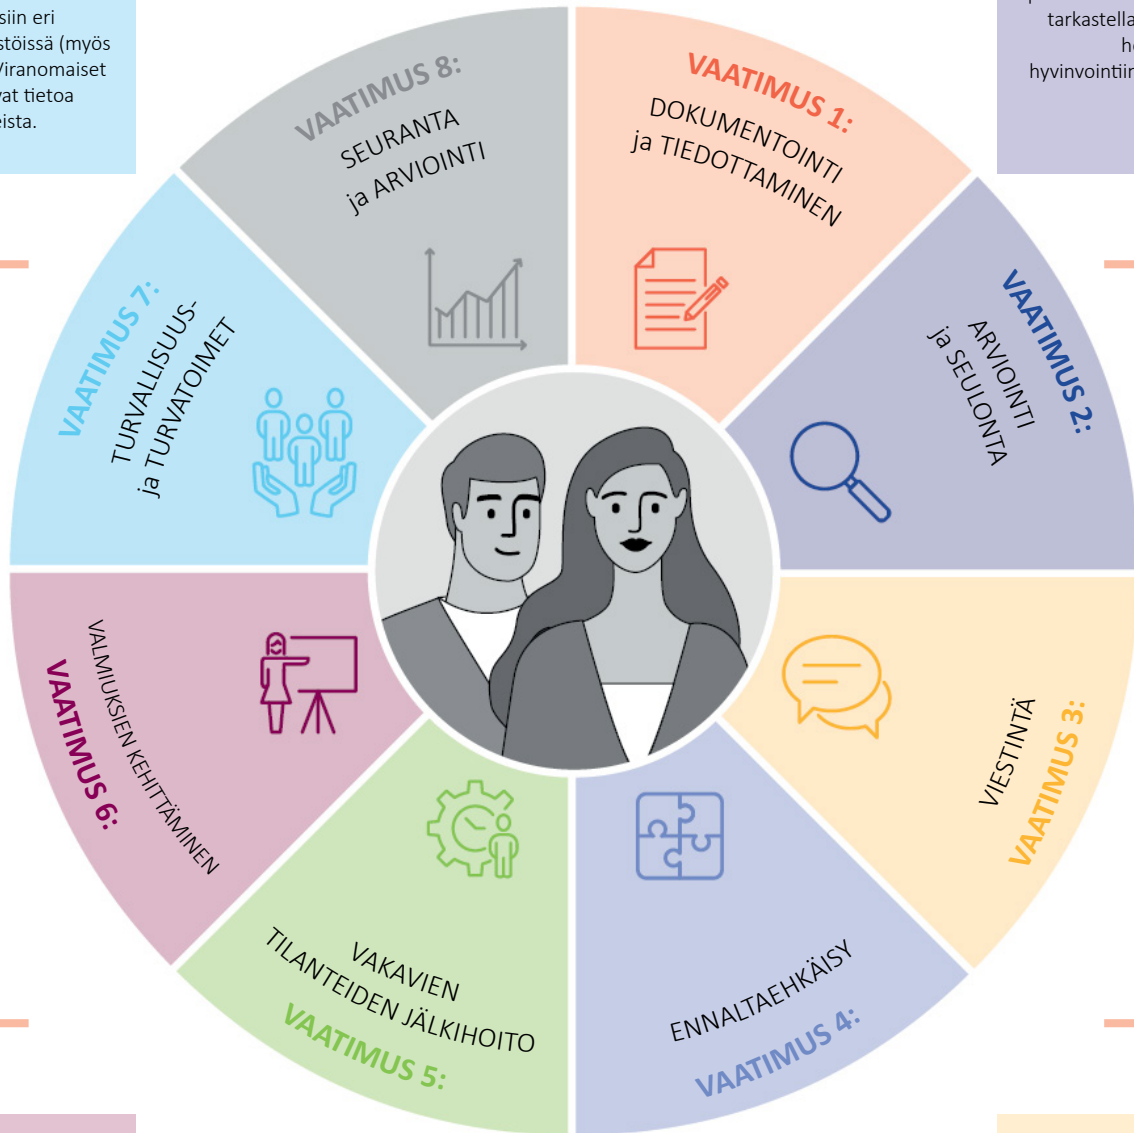 siin eri
stöissä (myös
Viranomaiset
vat tietoa
eista.
tarkastella
hyvinvointiin
VAATIMUS 1:
DOKUMENTOINTI
ja TIEDOTTAMINEN
VAATIMUS 2:
ARVIOINTI
ja SEULONTA
VAATIMUS 3:
VIESTINTÄ
ENNALTAEHKÄISY
VAATIMUS 4:
VAKAVIEN
TILANTEIDEN JÄLKIHOITO
VAATIMUS 5:
VALMIUKSIEN KEHITTÄMINEN
VAATIMUS 6:
VAATIMUS 7:
TURVALLISUUS-
ja TURVATOIMET
VAATIMUS 8:
SEURANTA
ja ARVIOINTI